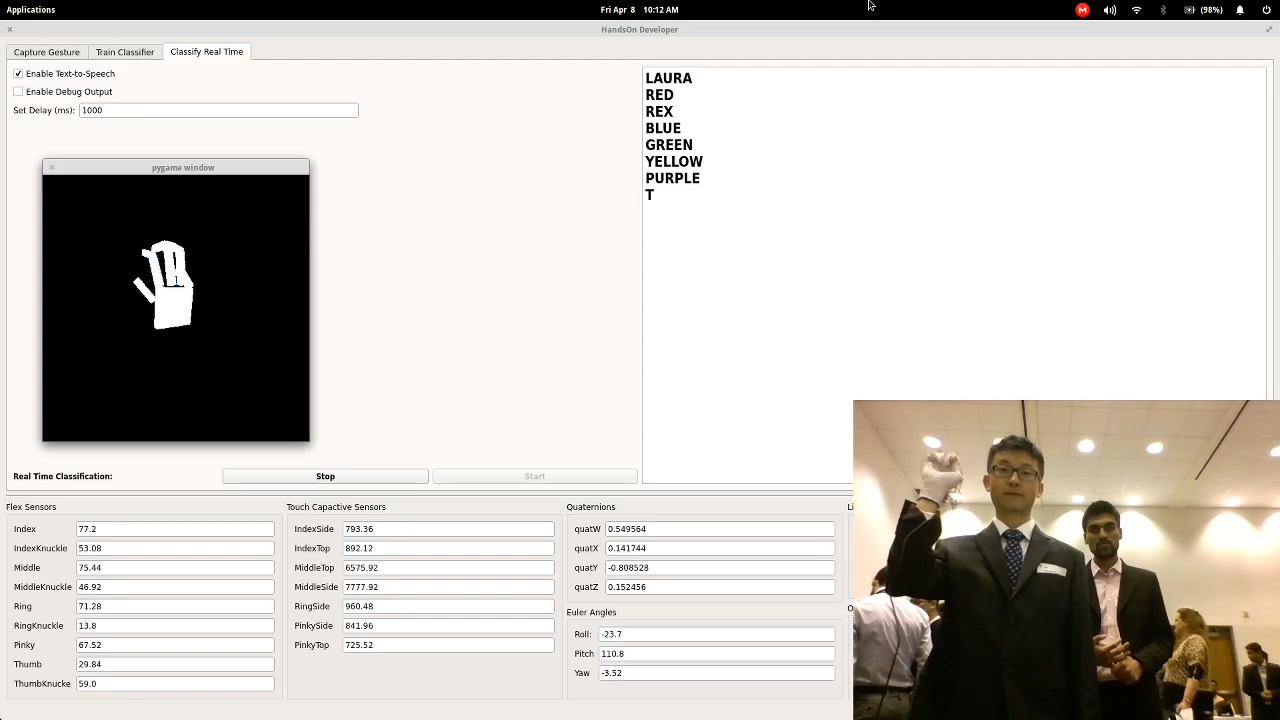 Applications
Fri Apr 8 10:12 AM
(98%)
HandsOn Developer
Capture Gesture
Train Classifier
Classify Real Time
Enable Text-to-Speech
Enable Debug Output
Set Delay (ms): 1000
pygame window
LAURA
RED
REX
BLUE
GREEN
YELLOW
PURPLE
T
Real Time Classification:
Stop
Start
Flex Sensors
Index 77.2
IndexKnuckle 53.08
Middle 75.44
MiddleKnuckle 46.92
Ring 71.28
RingKnuckle 13.8
Pinky 67.52
Thumb 29.84
ThumbKnucke 59.0
Touch Capacitive Sensors
IndexSide 793.36
IndexTop 892.12
MiddleTop 6575.92
MiddleSide 7777.92
RingSide 960.48
PinkySide 841.96
PinkyTop 725.52
Quaternions
quatW 0.549564
quatX 0.141744
quatY -0.808528
quatZ 0.152456
Euler Angles
Roll: -23.7
Pitch 110.8
Yaw -3.52